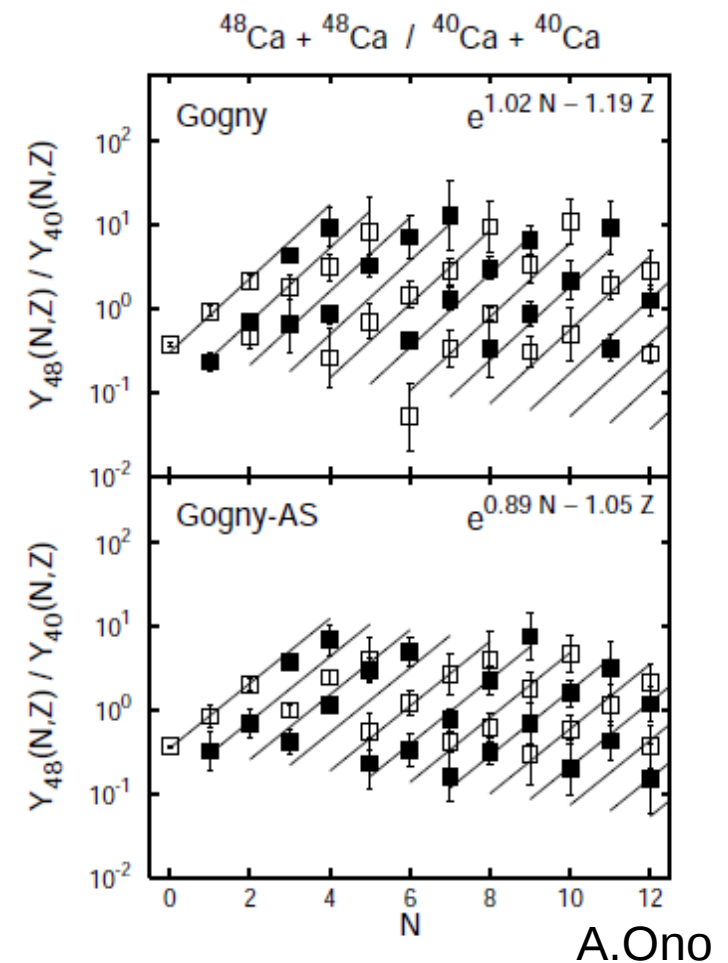 ⁴⁸Ca + ⁴⁸Ca / ⁴⁰Ca + ⁴⁰Ca
Gogny
e^1.02 N − 1.19 Z
Y₄₈(N,Z) / Y₄₀(N,Z)
10²
10¹
10⁰
10⁻¹
10⁻²
Gogny-AS
e^0.89 N − 1.05 Z
Y₄₈(N,Z) / Y₄₀(N,Z)
10²
10¹
10⁰
10⁻¹
10⁻²
0 2 4 6 8 10 12
N
A.Ono